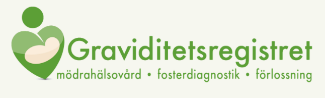 Graviditetsregistret
mödrahälsovård • fosterdiagnostik • förlossning